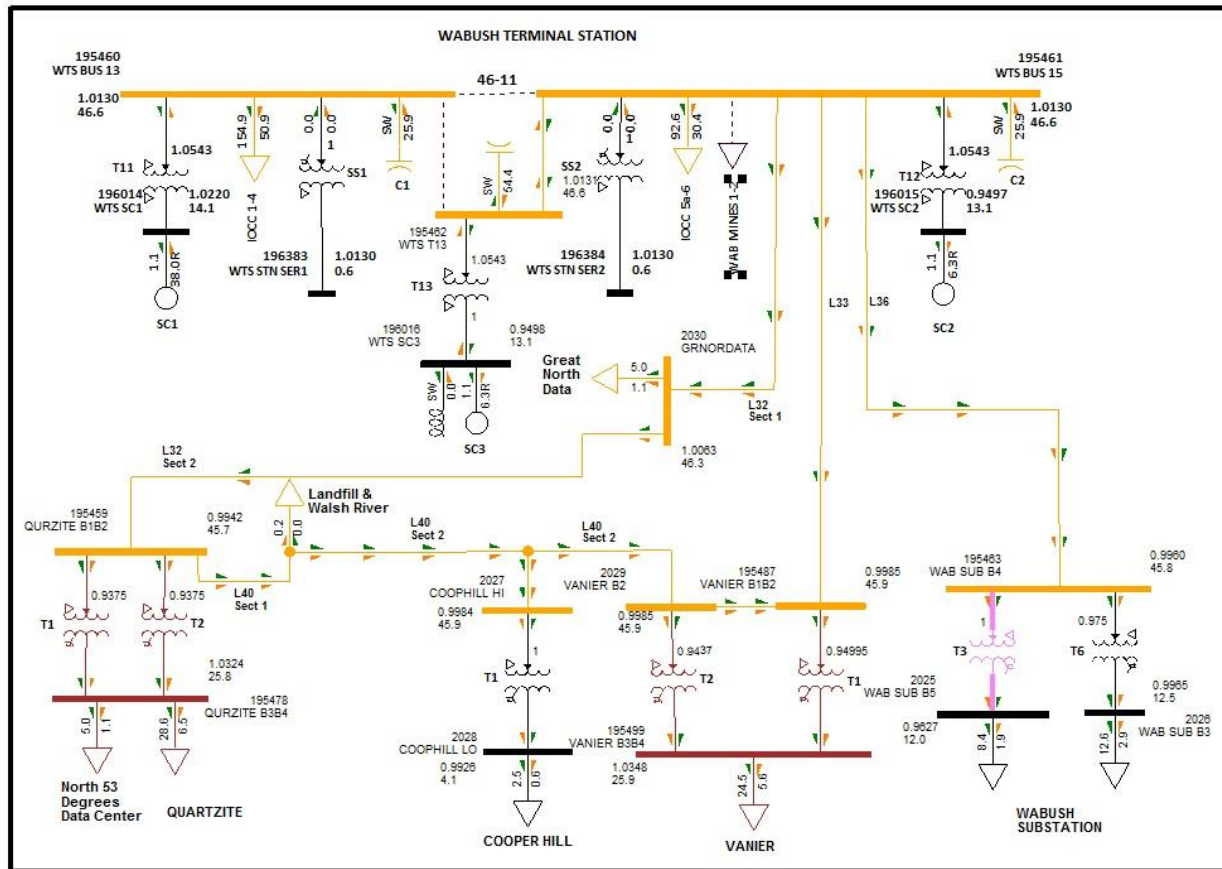 WABUSH TERMINAL STATION
195460
WTS BUS 13
46-11
195461
WTS BUS 15
1.0130
46.6
1.0130
46.6
154.9
50.9
0.0
0.0
SW
25.9
0.0
0.0
92.6
30.4
SW
25.9
T11
1.0543
1
SS1
C1
SW
54.4
SS2
1.0131
46.6
1
1.0543
T12
C2
196014
WTS SC1
1.0220
14.1
IOCC 1-4
195462
WTS T13
IOCC 5a-6
WAB MINES 1-2
196015
WTS SC2
0.9497
13.1
1.1
38.0R
SC1
196383
WTS STN SER1
1.0130
0.6
1.0543
T13
1
196384
WTS STN SER2
1.0130
0.6
L33
L36
1.1
6.3R
SC2
196016
WTS SC3
0.9498
13.1
2030
GRNORDATA
Great
North
Data
5.0
1.1
SW
0.0
1.1
6.3R
SC3
L32
Sect 1
1.0063
46.3
L32
Sect 2
Landfill &
Walsh River
0.2
0.0
195459
QURZITE B1B2
0.9942
45.7
L40
Sect 2
L40
Sect 2
L40
Sect 1
2027
COOPHILL HI
2029
VANIER B2
195487
VANIER B1B2
0.9985
45.9
195463
WAB SUB B4
0.9960
45.8
0.9984
45.9
0.9985
45.9
0.9375
0.9375
T1
T2
1
T1
0.9437
T2
0.94995
T1
1
T3
0.975
T6
1.0324
25.8
195478
QURZITE B3B4
2025
WAB SUB B5
0.9965
12.5
2026
WAB SUB B3
0.9627
12.0
5.0
1.1
28.6
6.5
2028
COOPHILL LO
0.9926
4.1
2.5
0.6
195499
VANIER B3B4
1.0348
25.9
24.5
5.6
8.4
1.9
12.6
2.9
North 53
Degrees
Data Center
QUARTZITE
COOPER HILL
VANIER
WABUSH
SUBSTATION